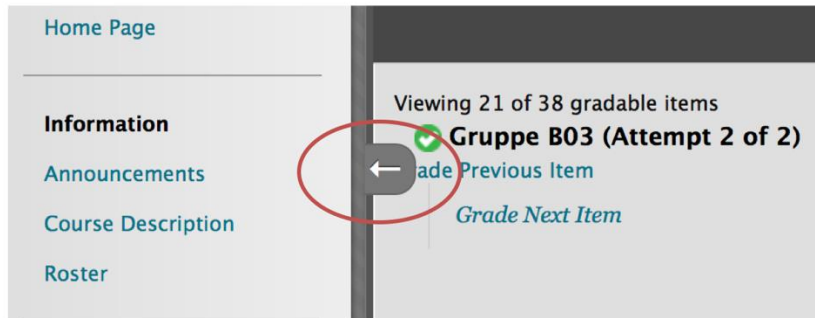 Home Page
Information
Announcements
Course Description
Roster
Viewing 21 of 38 gradable items
Gruppe B03 (Attempt 2 of 2)
ade Previous Item
Grade Next Item